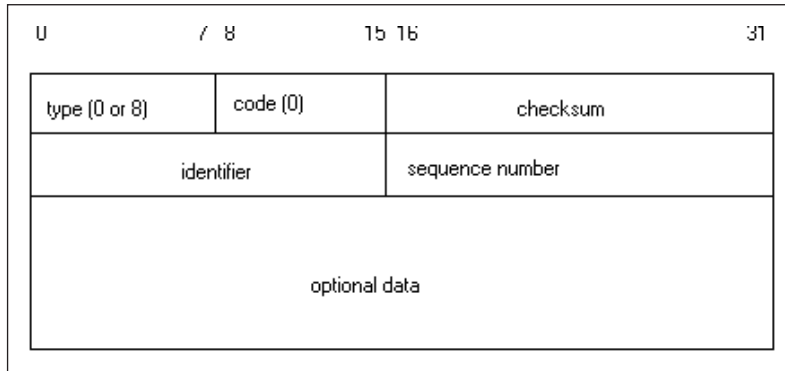 0 7 8 15 16 31
type (0 or 8) code (0) checksum
identifier sequence number
optional data